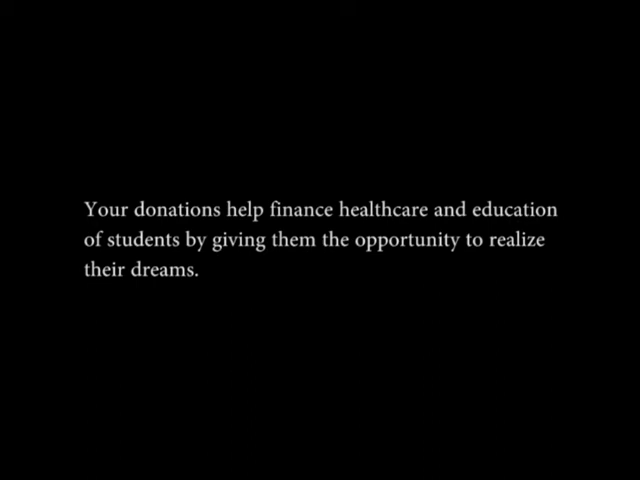 Your donations help finance healthcare and education
of students by giving them the opportunity to realize
their dreams.